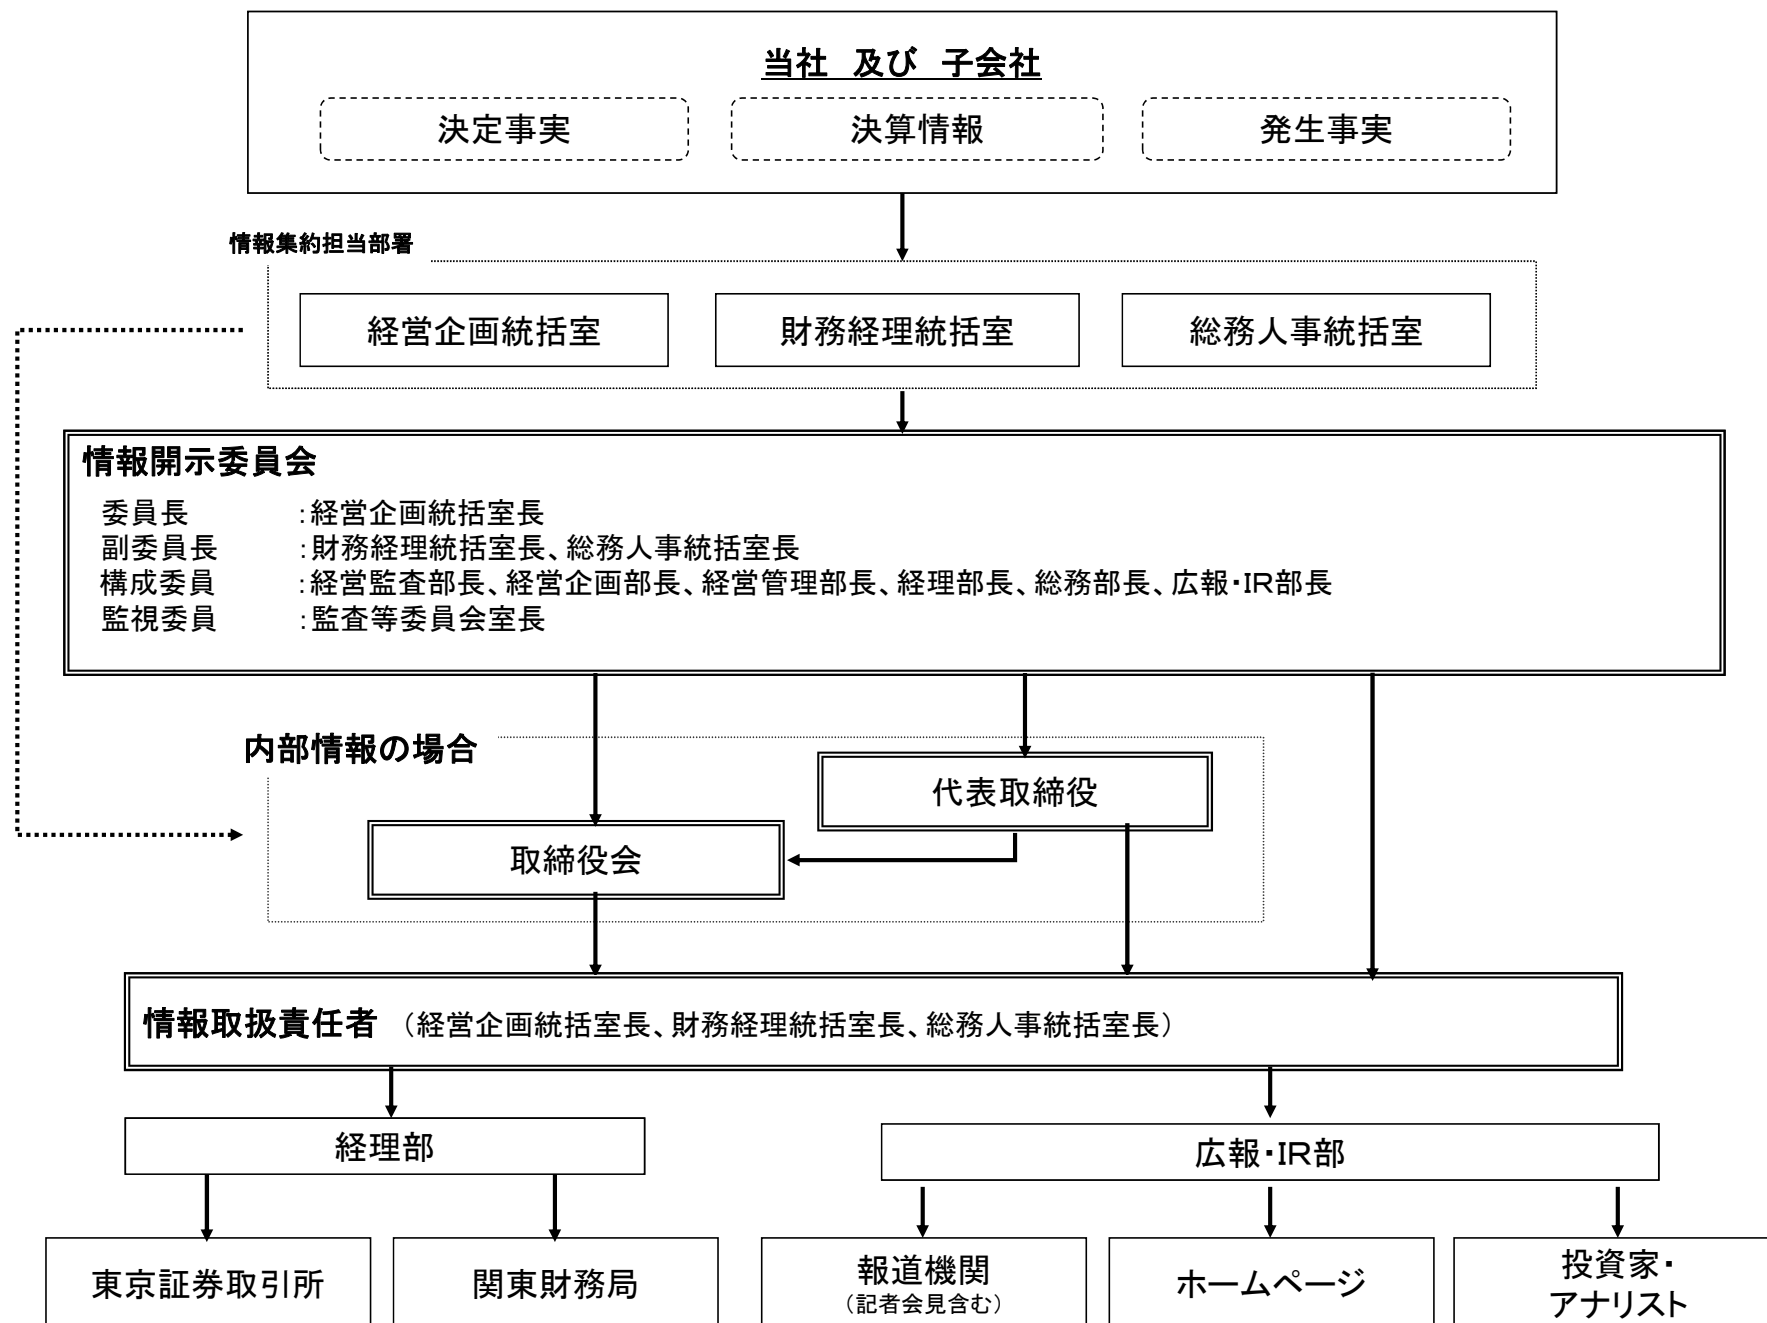 当社　及び　子会社
決定事実
決算情報
発生事実
情報集約担当部署
経営企画統括室
財務経理統括室
総務人事統括室
情報開示委員会
委員長　：経営企画統括室長
副委員長　：財務経理統括室長、総務人事統括室長
構成委員　：経営監査部長、経営企画部長、経営管理部長、経理部長、総務部長、広報・ＩＲ部長
監視委員　：監査等委員会室長
内部情報の場合
代表取締役
取締役会
情報取扱責任者　（経営企画統括室長、財務経理統括室長、総務人事統括室長）
経理部
広報・ＩＲ部
東京証券取引所
関東財務局
報道機関
（記者会見含む）
ホームページ
投資家・
アナリスト